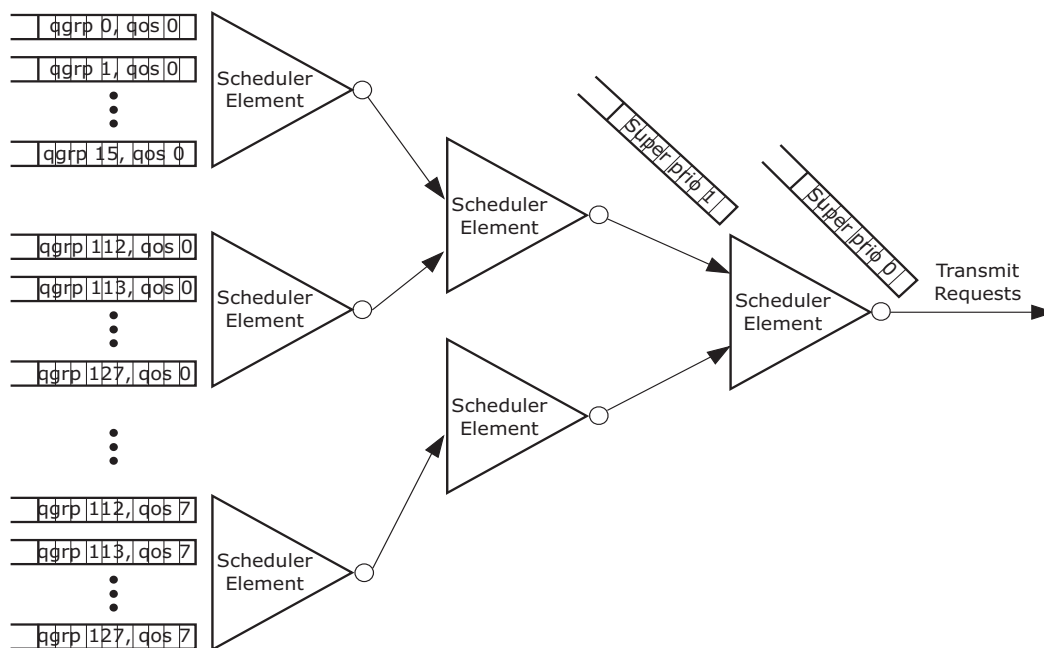 qgrp 0, qos 0
qgrp 1, qos 0
qgrp 15, qos 0
Scheduler
Element
qgrp 112, qos 0
qgrp 113, qos 0
qgrp 127, qos 0
Scheduler
Element
qgrp 112, qos 7
qgrp 113, qos 7
qgrp 127, qos 7
Scheduler
Element
Scheduler
Element
Scheduler
Element
Super prio 1
Scheduler
Element
Super prio 0
Transmit
Requests